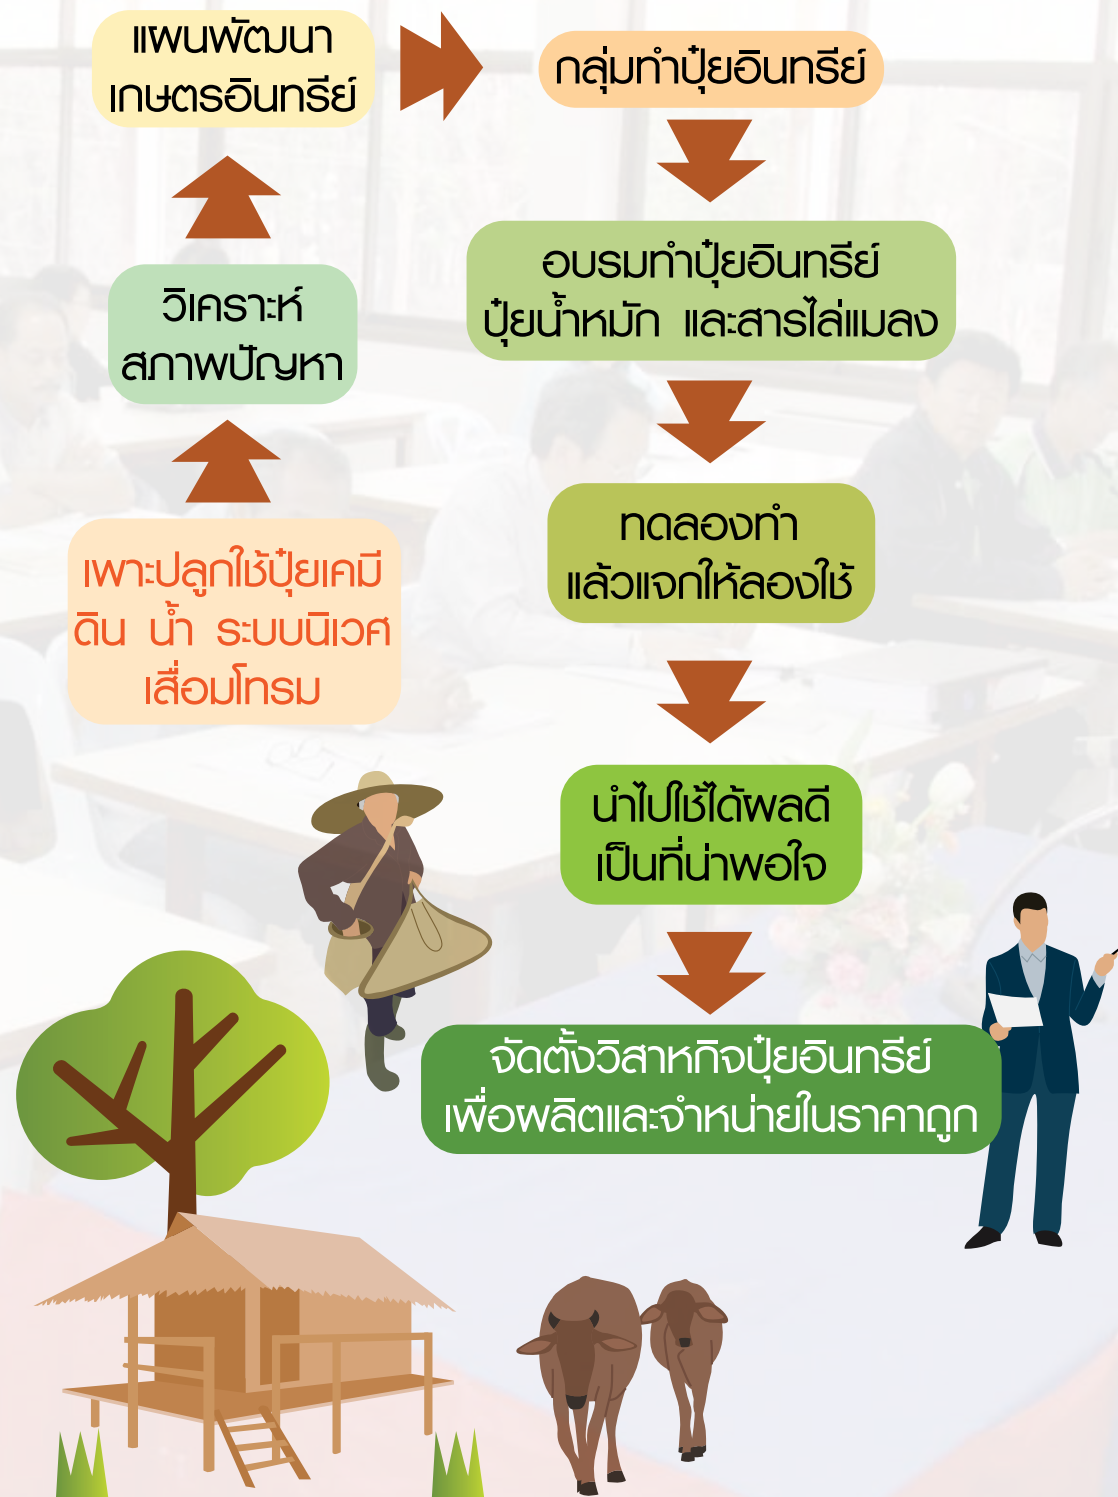 แผนพัฒนา
เกษตรอินทรีย์
กลุ่มทำปุ๋ยอินทรีย์
วิเคราะห์
สภาพปัญหา
เพาะปลูกใช้ปุ๋ยเคมี
ดิน น้ำ ระบบนิเวศ
เสื่อมโทรม
อบรมทำปุ๋ยอินทรีย์
ปุ๋ยน้ำหมัก และสารไล่แมลง
ทดลองทำ
แล้วแจกให้ลองใช้
นำไปใช้ได้ผลดี
เป็นที่น่าพอใจ
จัดตั้งวิสาหกิจปุ๋ยอินทรีย์
เพื่อผลิตและจำหน่ายในราคาถูก